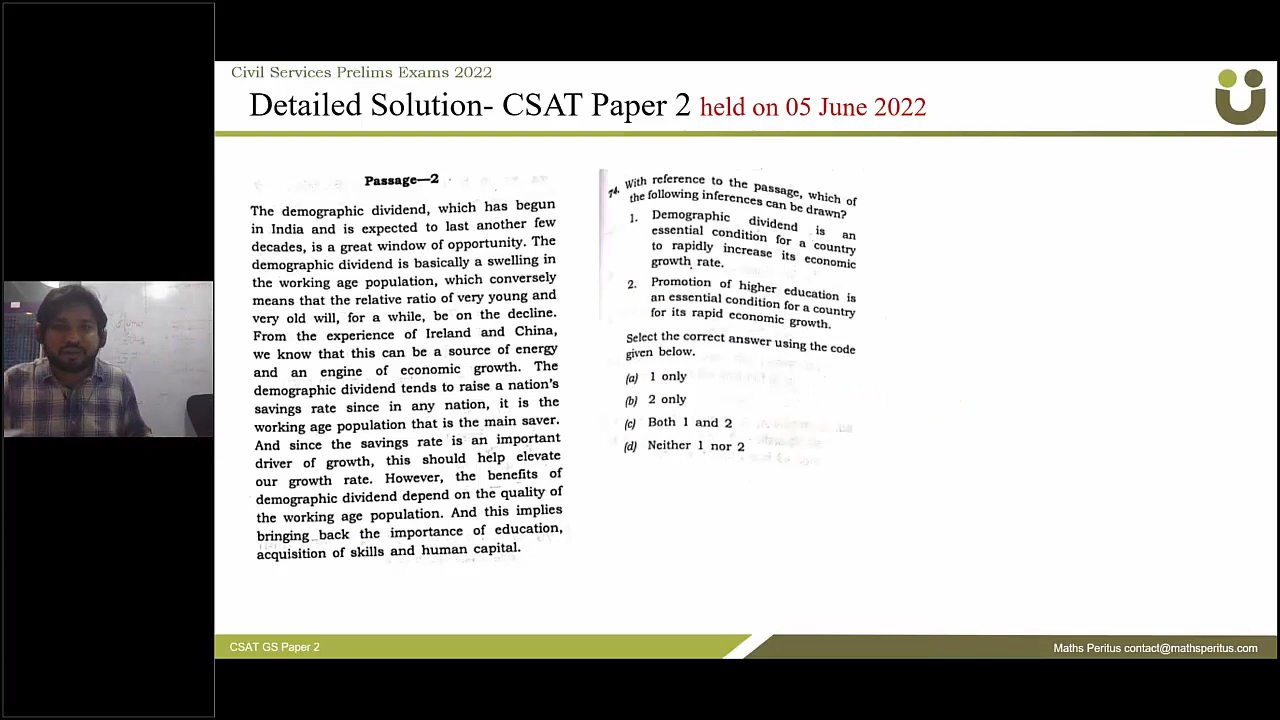 Civil Services Prelims Exams 2022
Detailed Solution- CSAT Paper 2 held on 05 June 2022
Passage—2
The demographic dividend, which has begun
in India and is expected to last another few
decades, is a great window of opportunity. The
demographic dividend is basically a swelling in
the working age population, which conversely
means that the relative ratio of very young and
very old will, for a while, be on the decline.
From the experience of Ireland and China,
we know that this can be a source of energy
and an engine of economic growth. The
demographic dividend tends to raise a nation's
savings rate since in any nation, it is the
working age population that is the main saver.
And since the savings rate is an important
driver of growth, this should help elevate
our growth rate. However, the benefits of
demographic dividend depend on the quality of
the working age population. And this implies
bringing back the importance of education,
acquisition of skills and human capital.
74. With reference to the passage, which of
the following inferences can be drawn?
1. Demographic dividend is an
essential condition for a country
to rapidly increase its economic
growth rate.
2. Promotion of higher education is
an essential condition for a country
for its rapid economic growth.
Select the correct answer using the code
given below.
(a) 1 only
(b) 2 only
(c) Both 1 and 2
(d) Neither 1 nor 2
CSAT GS Paper 2
Maths Peritus contact@mathsperitus.com